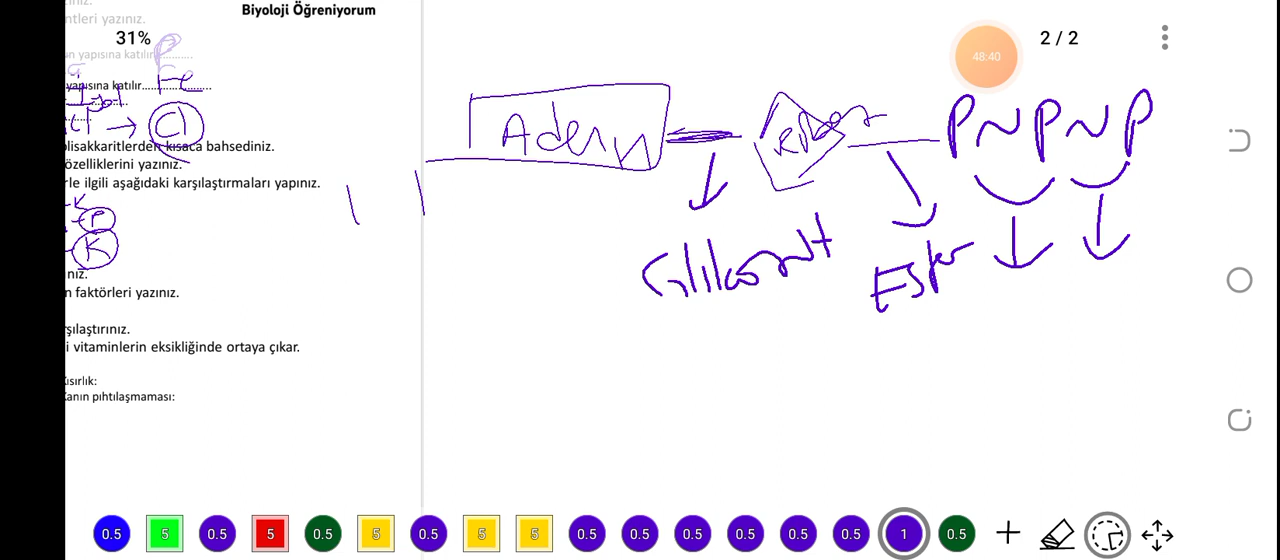 Biyoloji Öğreniyorum
ntleri yazınız.
31%
2 / 2
48:40
n yapısına katılır............
P
yapısına katılır......................
Fe
Cl → Cl
olisakkaritlerden kısaca bahsediniz.
özelliklerini yazınız.
rle ilgili aşağıdaki karşılaştırmaları yapınız.
P
K
nız.
n faktörleri yazınız.
rşılaştırınız.
i vitaminlerin eksikliğinde ortaya çıkar.
Kısırlık:
Kanın pıhtılaşmaması:
Adenin
Riboz
P~P~P
Glikozit
Ester
0.5 5 0.5 5 0.5 5 0.5 5 5 0.5 0.5 0.5 0.5 0.5 0.5 1 0.5